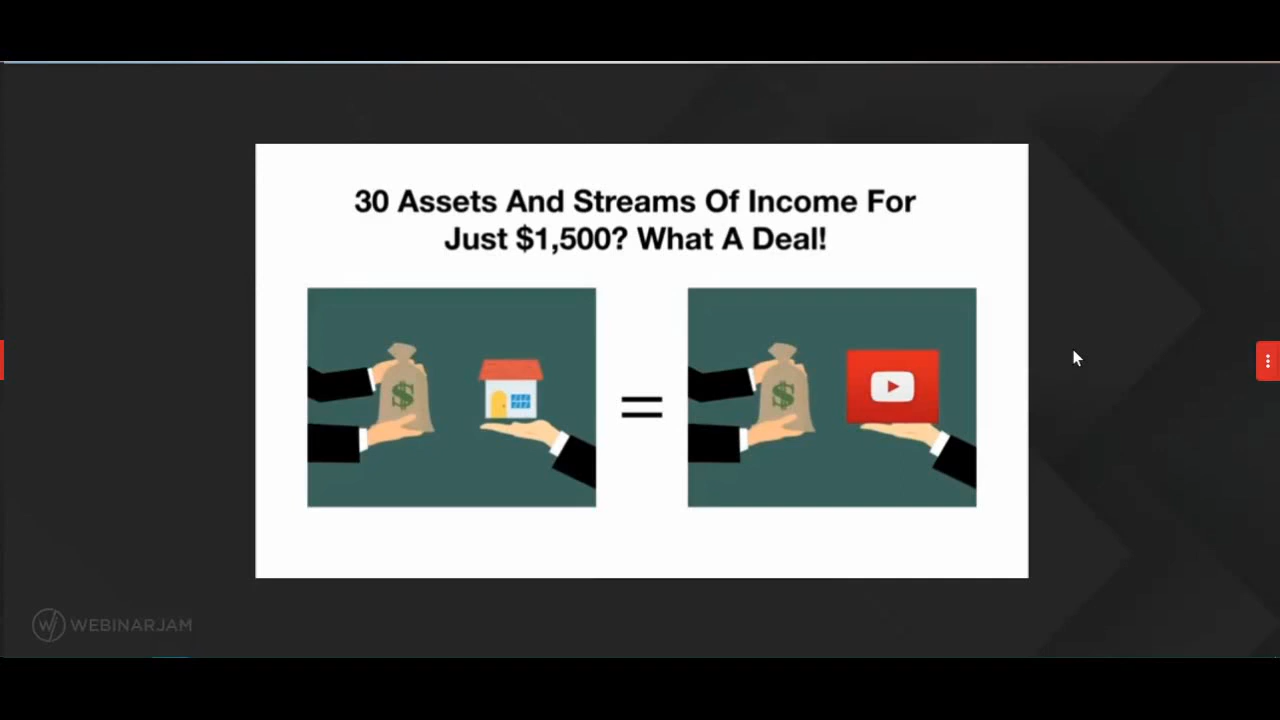 30 Assets And Streams Of Income For
Just $1,500? What A Deal!
$
=
$
WEBINARJAM